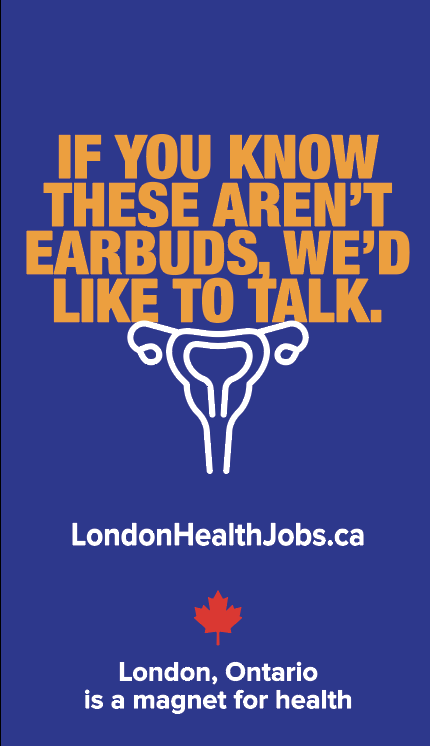 IF YOU KNOW
THESE AREN'T
EARBUDS, WE'D
LIKE TO TALK.
LondonHealthJobs.ca
London, Ontario
is a magnet for health